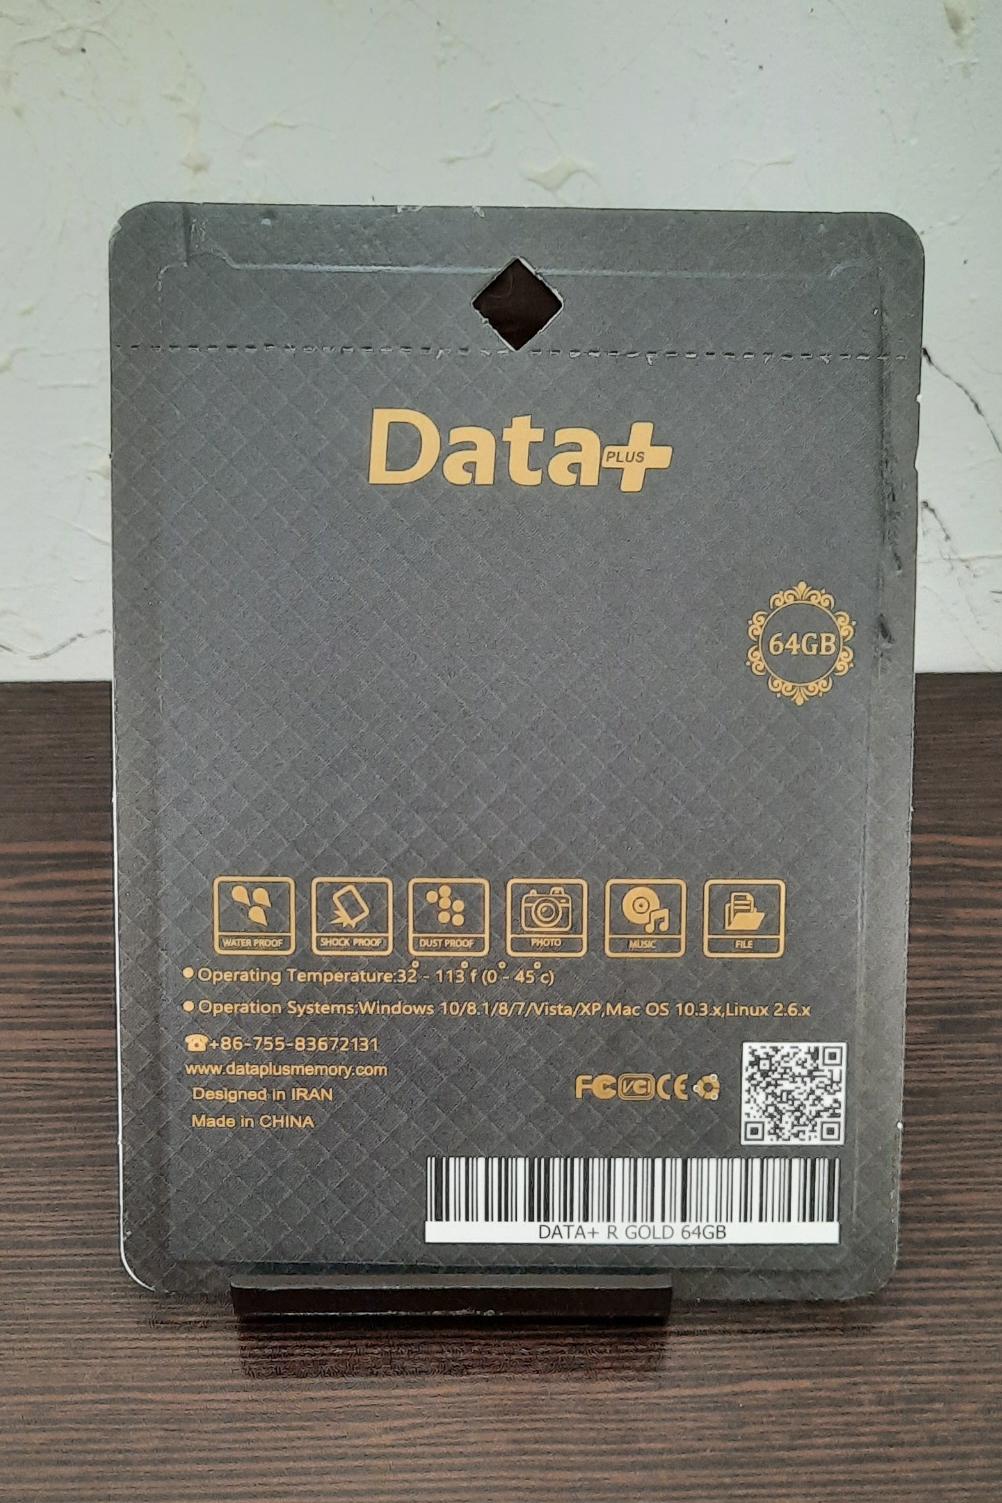 Data+
PLUS
64GB
WATER PROOF
SHOCK PROOF
DUST PROOF
PHOTO
MUSIC
FILE
Operating Temperature:32° - 113°f (0° - 45°c)
Operation Systems:Windows 10/8.1/8/7/Vista/XP,Mac OS 10.3.x,Linux 2.6.x
☎+86-755-83672131
www.dataplusmemory.com
Designed in IRAN
Made in CHINA
FC VCI CE
DATA+ R GOLD 64GB